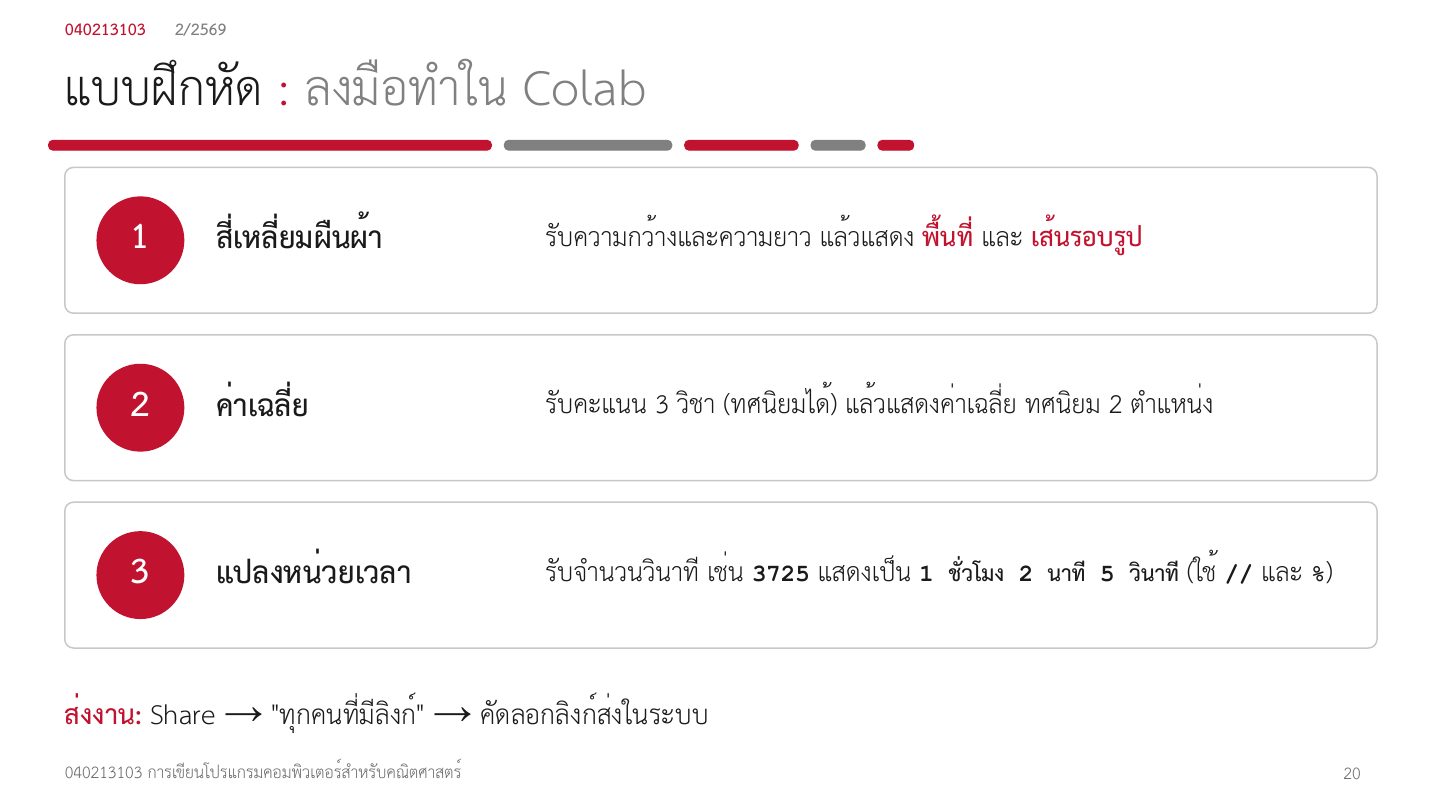 040213103 2/2569
แบบฝึกหัด : ลงมือทำใน Colab
1 สี่เหลี่ยมผืนผ้า รับความกว้างและความยาว แล้วแสดง พื้นที่ และ เส้นรอบรูป
2 ค่าเฉลี่ย รับคะแนน 3 วิชา (ทศนิยมได้) แล้วแสดงค่าเฉลี่ย ทศนิยม 2 ตำแหน่ง
3 แปลงหน่วยเวลา รับจำนวนวินาที เช่น 3725 แสดงเป็น 1 ชั่วโมง 2 นาที 5 วินาที (ใช้ // และ %)
ส่งงาน: Share → "ทุกคนที่มีลิงก์" → คัดลอกลิงก์ส่งในระบบ
040213103 การเขียนโปรแกรมคอมพิวเตอร์สำหรับคณิตศาสตร์ 20